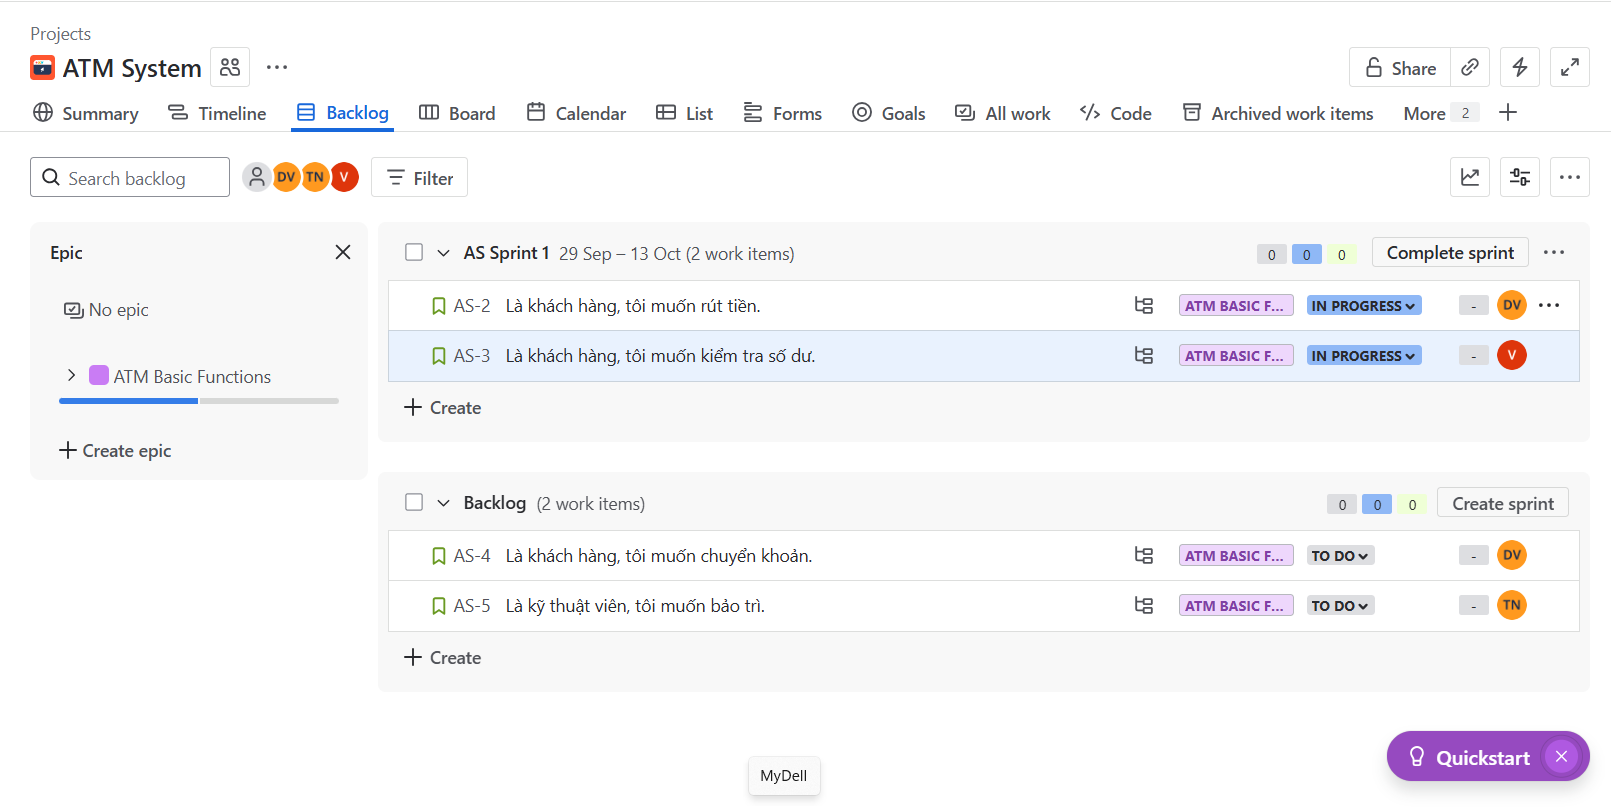 Projects
ATM System
Share
Summary
Timeline
Backlog
Board
Calendar
List
Forms
Goals
All work
Code
Archived work items
More 2
Search backlog
DV
TN
V
Filter
Epic
No epic
ATM Basic Functions
Create epic
AS Sprint 1 29 Sep – 13 Oct (2 work items) 0 0 0 Complete sprint
AS-2 Là khách hàng, tôi muốn rút tiền. ATM BASIC F... IN PROGRESS - DV
AS-3 Là khách hàng, tôi muốn kiểm tra số dư. ATM BASIC F... IN PROGRESS - V
Create
Backlog (2 work items) 0 0 0 Create sprint
AS-4 Là khách hàng, tôi muốn chuyển khoản. ATM BASIC F... TO DO - DV
AS-5 Là kỹ thuật viên, tôi muốn bảo trì. ATM BASIC F... TO DO - TN
Create
Quickstart
MyDell